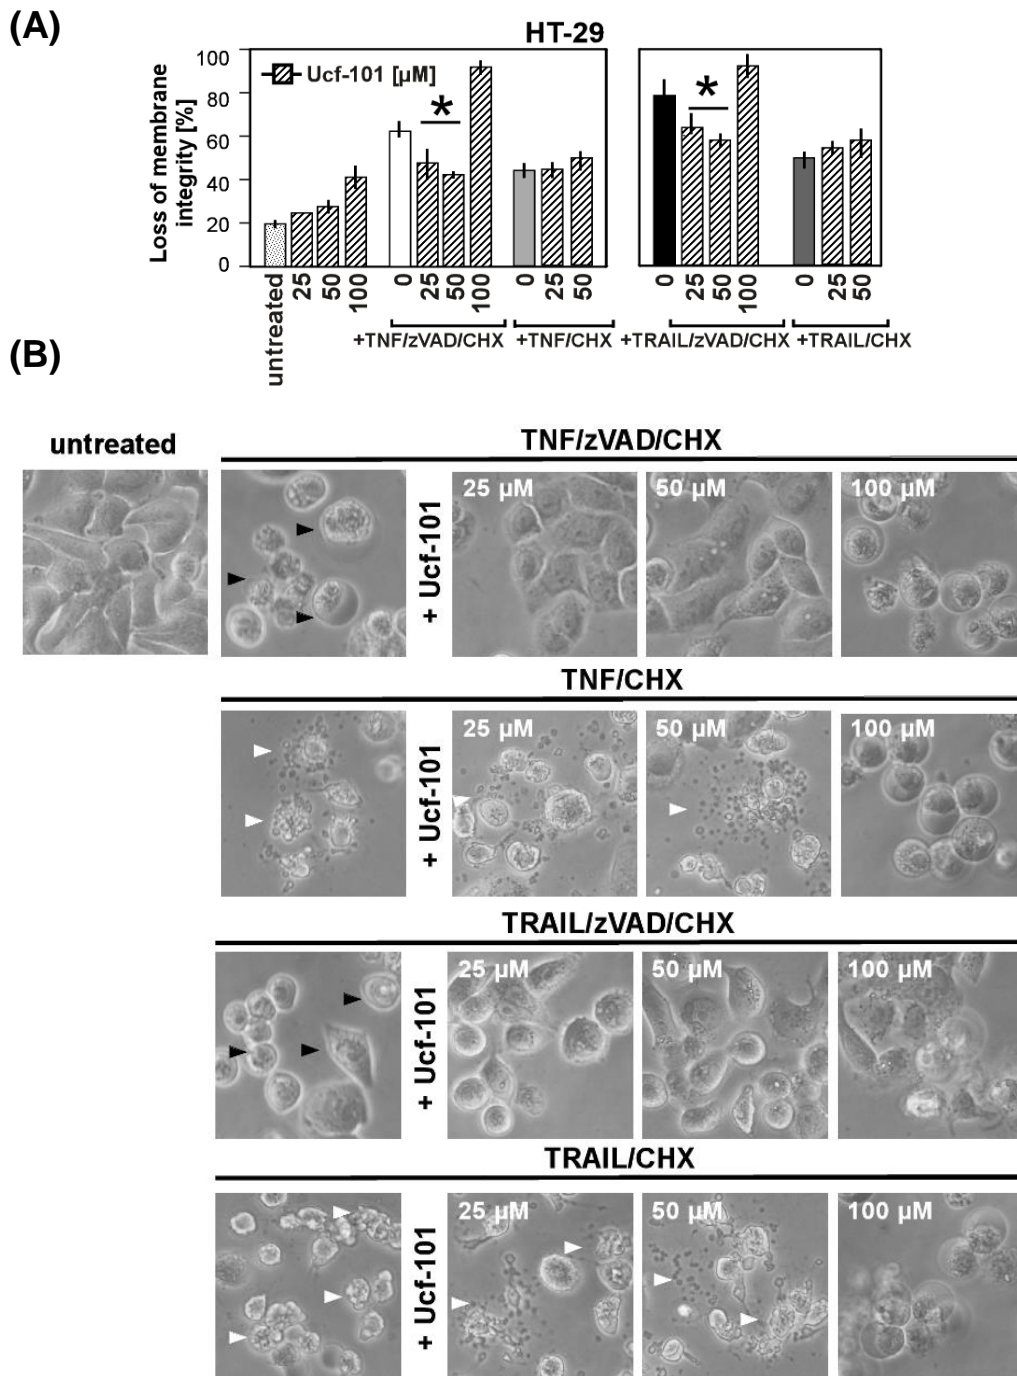 (A)
HT-29
Loss of membrane
integrity [%]
100
80
60
40
20
0
Ucf-101 [µM]
*
*
untreated
25
50
100
0
25
50
100
0
25
50
0
25
50
100
0
25
50
+TNF/zVAD/CHX
+TNF/CHX
+TRAIL/zVAD/CHX
+TRAIL/CHX
(B)
untreated
TNF/zVAD/CHX
+ Ucf-101
25 µM
50 µM
100 µM
TNF/CHX
+ Ucf-101
25 µM
50 µM
100 µM
TRAIL/zVAD/CHX
+ Ucf-101
25 µM
50 µM
100 µM
TRAIL/CHX
+ Ucf-101
25 µM
50 µM
100 µM